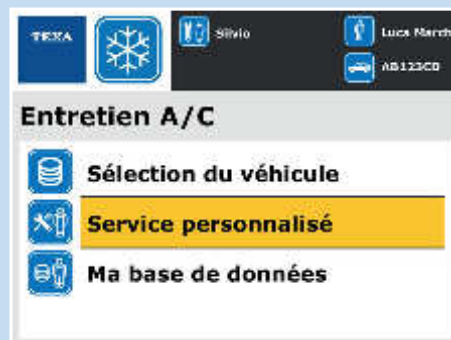 TEXA
Silvio
Luca March
AB123CD
Entretien A/C
Sélection du véhicule
Service personnalisé
Ma base de données